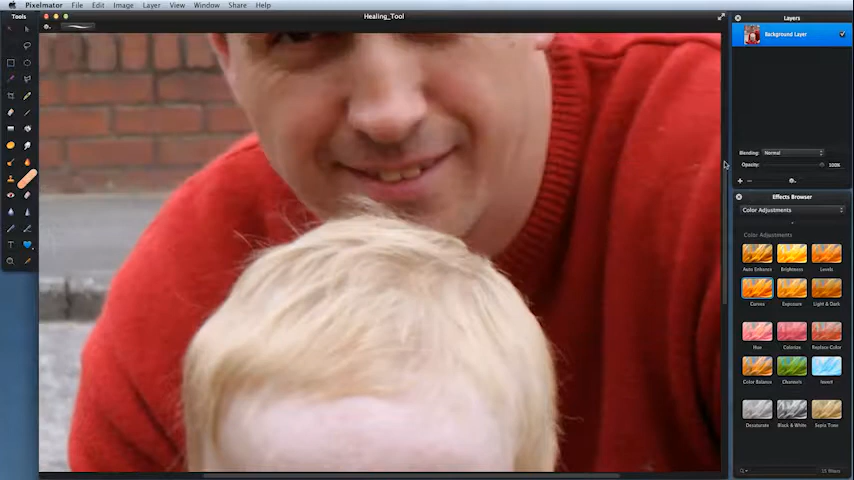 Pixelmator File Edit Image Layer View Window Share Help
Tools
Healing_Tool
Layers
Background Layer
Blending: Normal
Opacity: 100%
Effects Browser
Color Adjustments
Color Adjustments
Auto Enhance Brightness Levels
Curves Exposure Light & Dark
Hue Colorize Replace Color
Color Balance Channels Invert
Desaturate Black & White Sepia Tone
15 filters